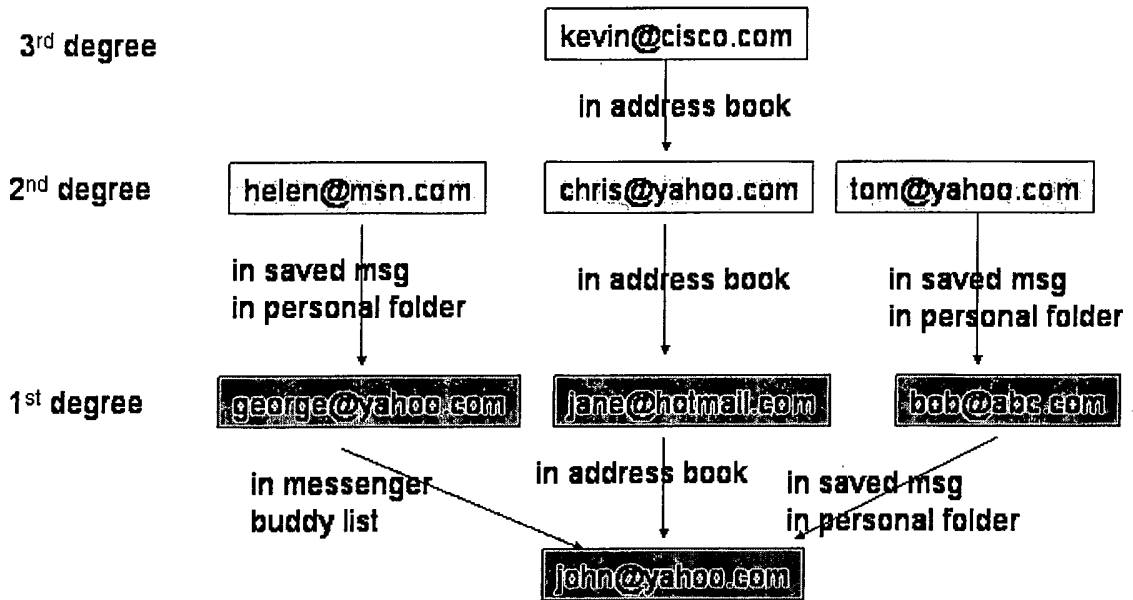 3rd degree
kevin@cisco.com
in address book
2nd degree
helen@msn.com
chris@yahoo.com
tom@yahoo.com
in saved msg
in personal folder
in address book
in saved msg
in personal folder
1st degree
george@yahoo.com
jane@hotmail.com
bob@abc.com
in messenger
buddy list
in address book
in saved msg
in personal folder
john@yahoo.com